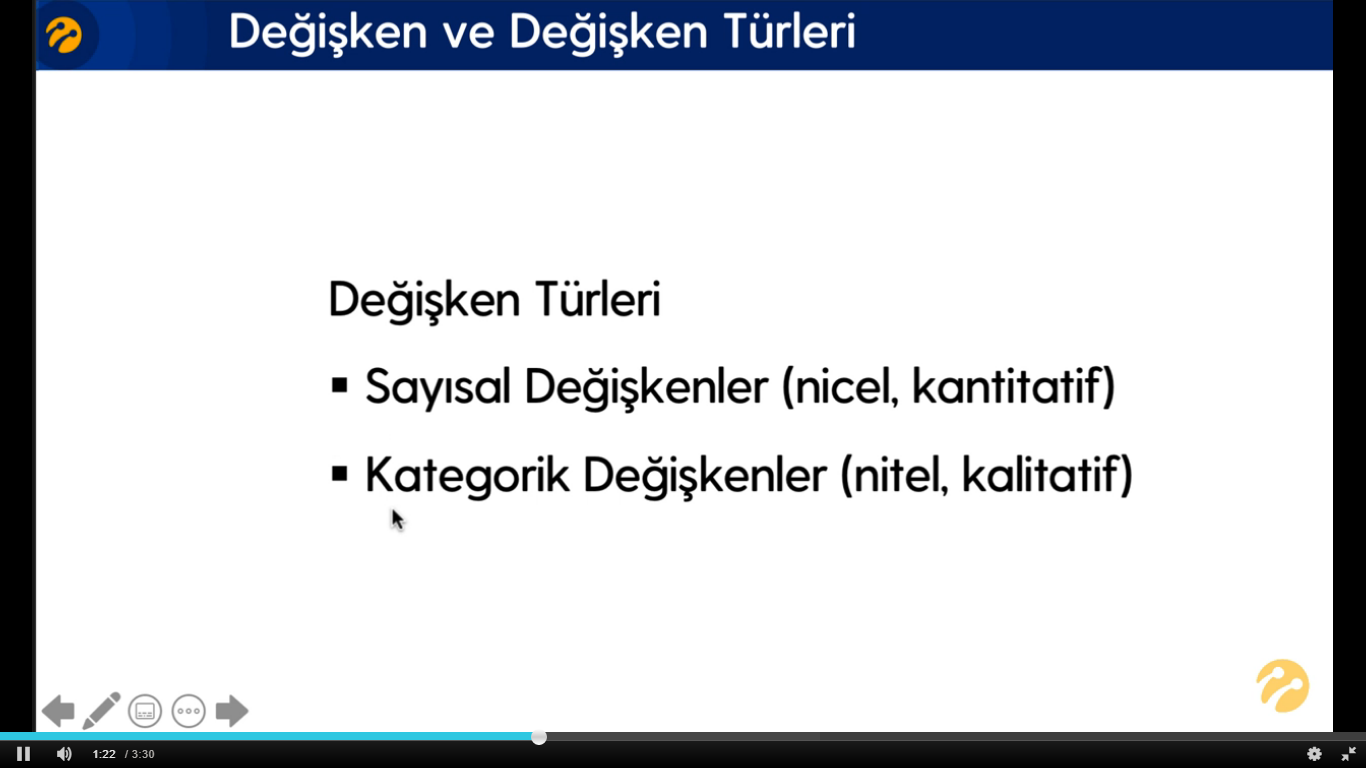 Değişken ve Değişken Türleri
Değişken Türleri
▪ Sayısal Değişkenler (nicel, kantitatif)
▪ Kategorik Değişkenler (nitel, kalitatif)
1:22 / 3:30